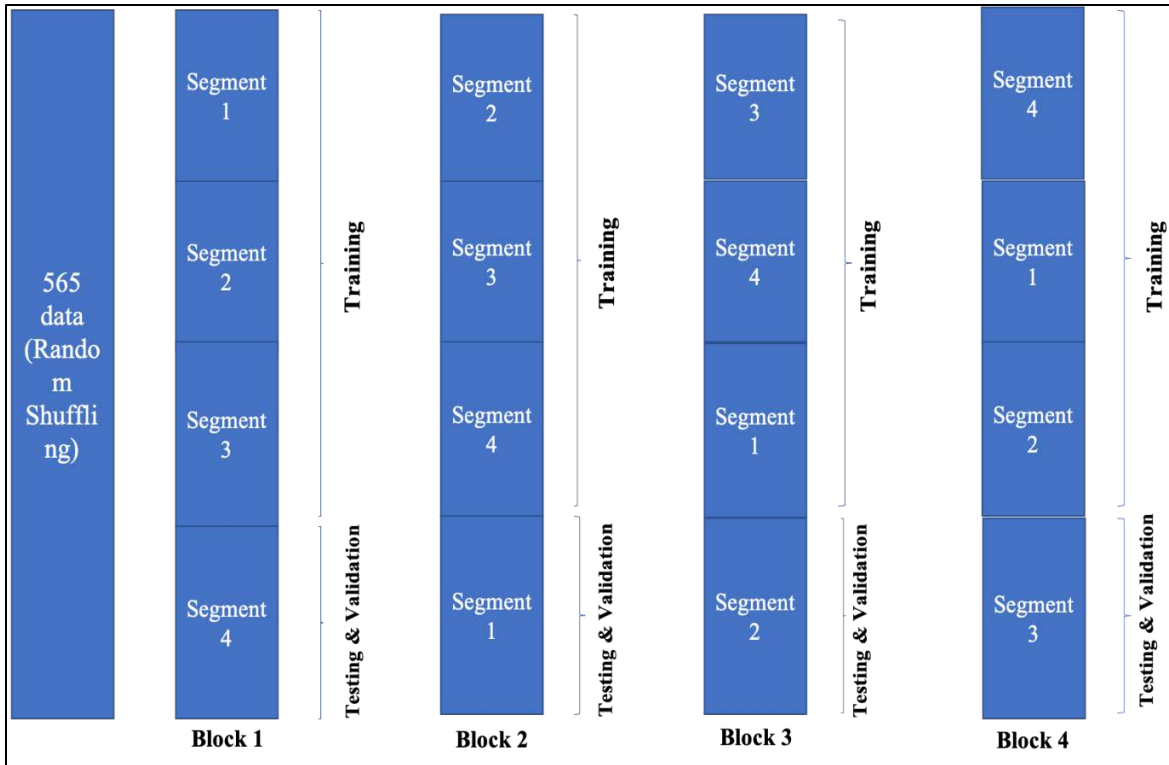 565
data
(Rando
m
Shuffli
ng)
Segment
1
Segment
2
Segment
3
Segment
4
Training
Testing & Validation
Block 1
Segment
2
Segment
3
Segment
4
Segment
1
Training
Testing & Validation
Block 2
Segment
3
Segment
4
Segment
1
Segment
2
Training
Testing & Validation
Block 3
Segment
4
Segment
1
Segment
2
Segment
3
Training
Testing & Validation
Block 4